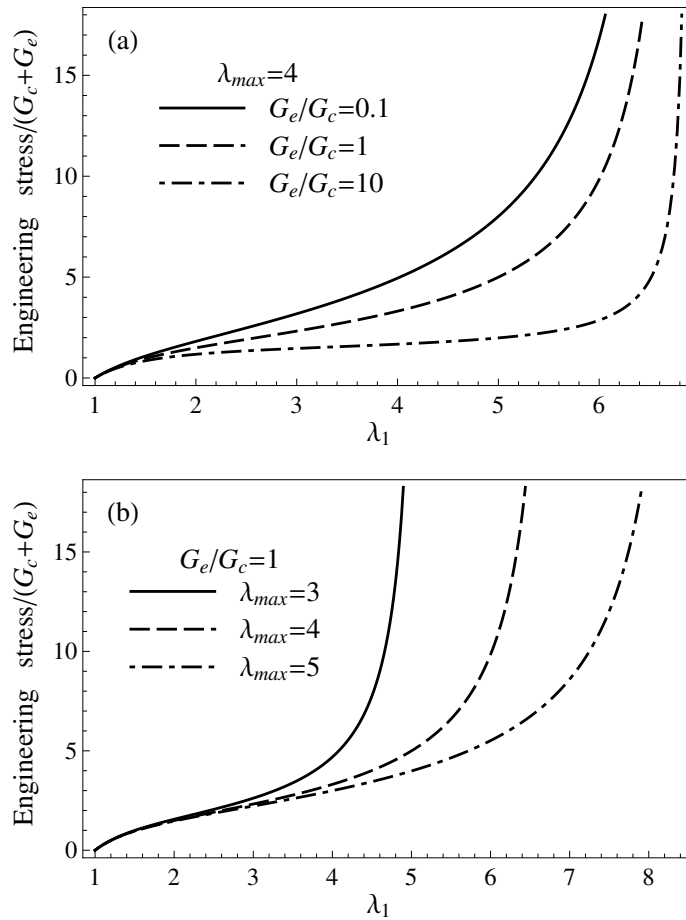 (a)
λmax=4
Ge/Gc=0.1
Ge/Gc=1
Ge/Gc=10
Engineering stress/(Gc+Ge)
15
10
5
0
1 2 3 4 5 6
λ1
(b)
Ge/Gc=1
λmax=3
λmax=4
λmax=5
Engineering stress/(Gc+Ge)
15
10
5
0
1 2 3 4 5 6 7 8
λ1